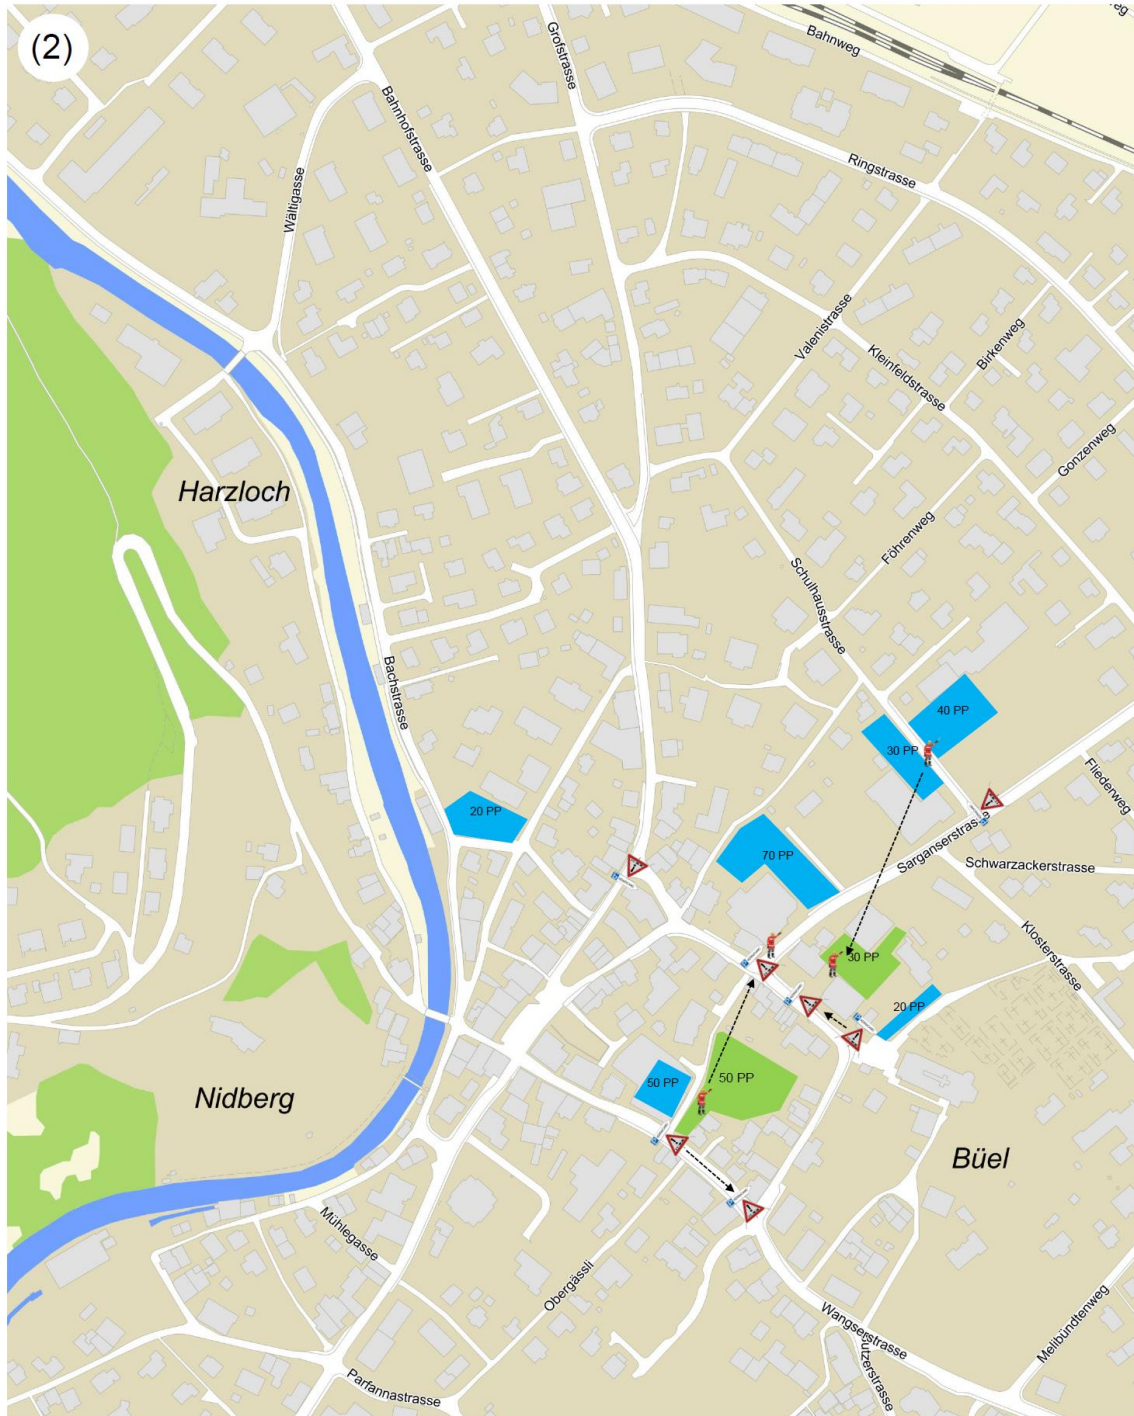 (2)
Bahnweg
Grofstrasse
Bahnhofstrasse
Ringstrasse
Wältigasse
Valenistrasse
Birkenweg
Kleinfeldstrasse
Gonzenweg
Harzloch
Föhrenweg
Schulhausstrasse
Bachstrasse
40 PP
30 PP
Fliederweg
20 PP
70 PP
Schwarzackerstrasse
Klosterstrasse
30 PP
20 PP
50 PP
50 PP
Nidberg
Büel
Mühlegasse
Obergässli
Wangserstrasse
Melibündtenweg
Parfannastrasse